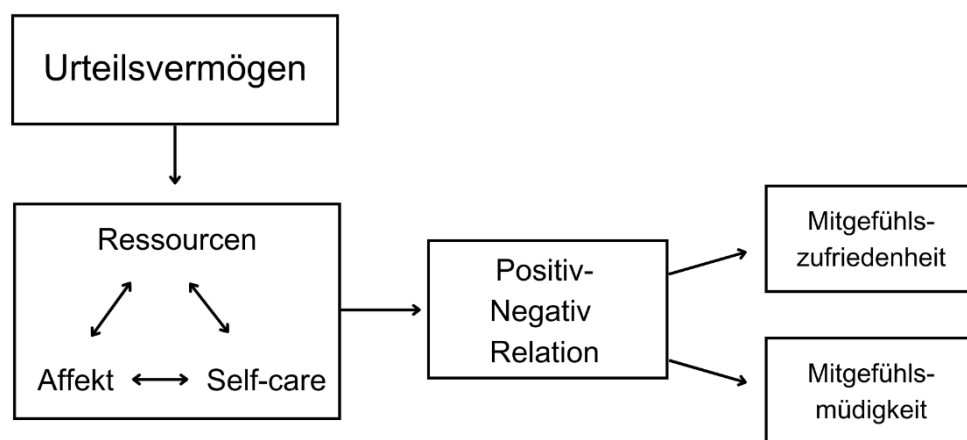 Urteilsvermögen
Ressourcen
Affekt
Self-care
Positiv-
Negativ
Relation
Mitgefühls-
zufriedenheit
Mitgefühls-
müdigkeit